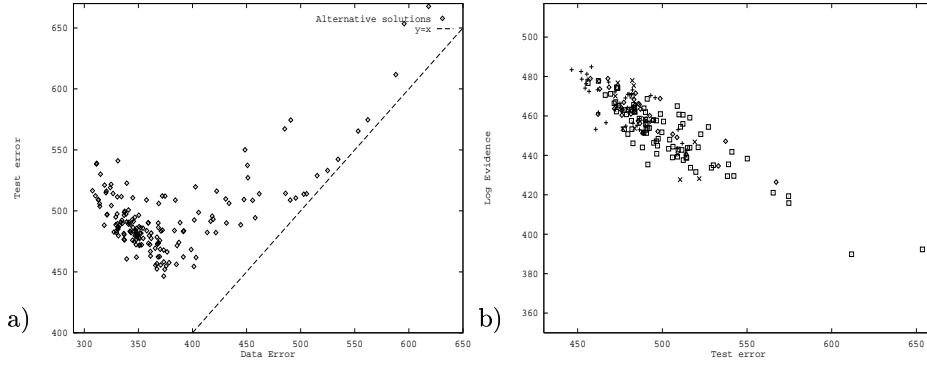 a)
Test error
650
600
550
500
450
400
Alternative solutions
y=x
300 350 400 450 500 550 600 650
Data Error
b)
Log Evidence
500
480
460
440
420
400
380
360
450 500 550 600 650
Test error